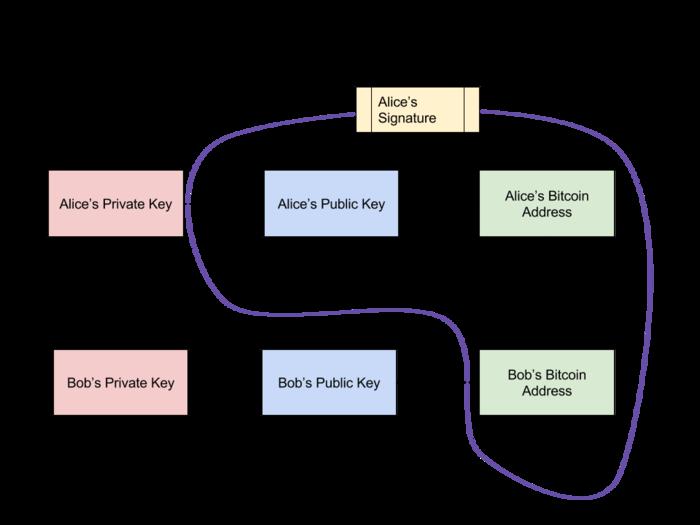 Alice's
Signature
Alice's Private Key
Alice's Public Key
Alice's Bitcoin
Address
Bob's Private Key
Bob's Public Key
Bob's Bitcoin
Address